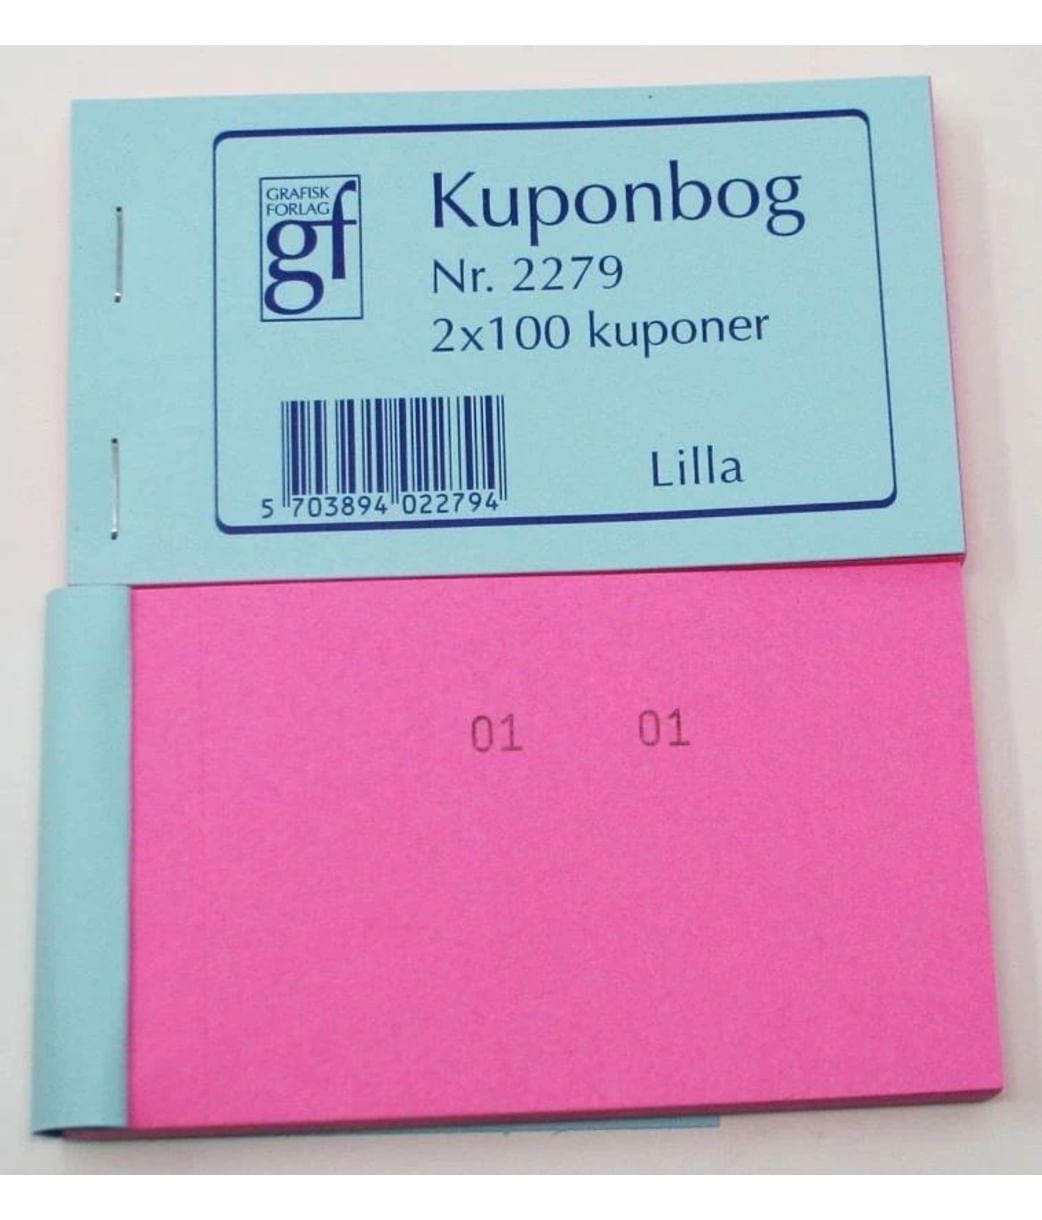 GRAFISK
FORLAG
gf
Kuponbog
Nr. 2279
2x100 kuponer
Lilla
5 703894 022794
01 01